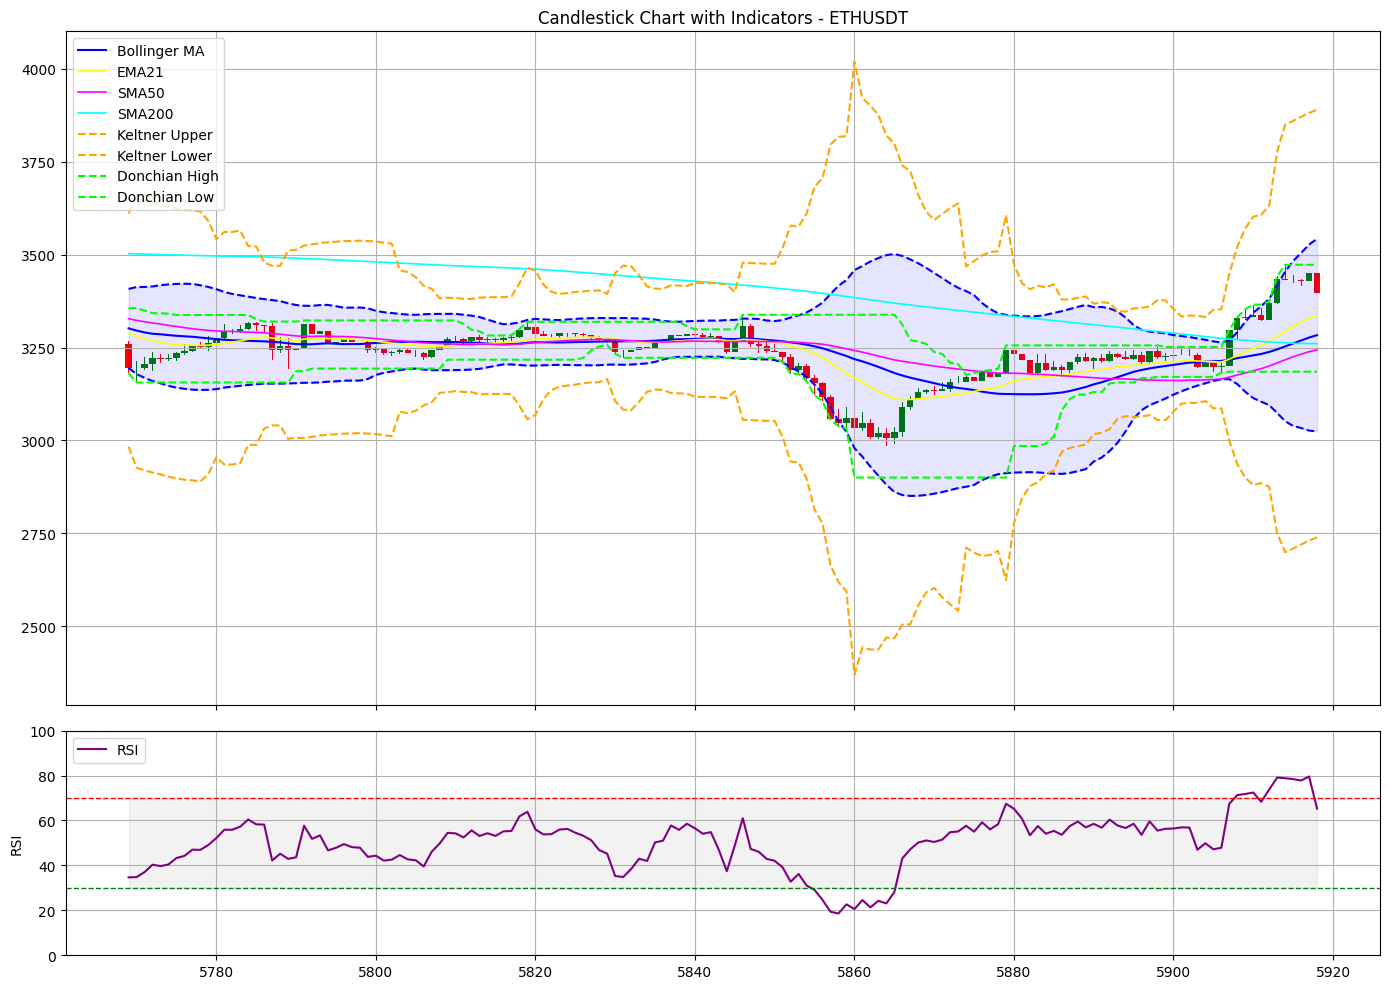 Candlestick Chart with Indicators - ETHUSDT
Bollinger MA
EMA21
SMA50
SMA200
Keltner Upper
Keltner Lower
Donchian High
Donchian Low
4000
3750
3500
3250
3000
2750
2500
RSI
100
80
60
40
20
0
RSI
5780 5800 5820 5840 5860 5880 5900 5920